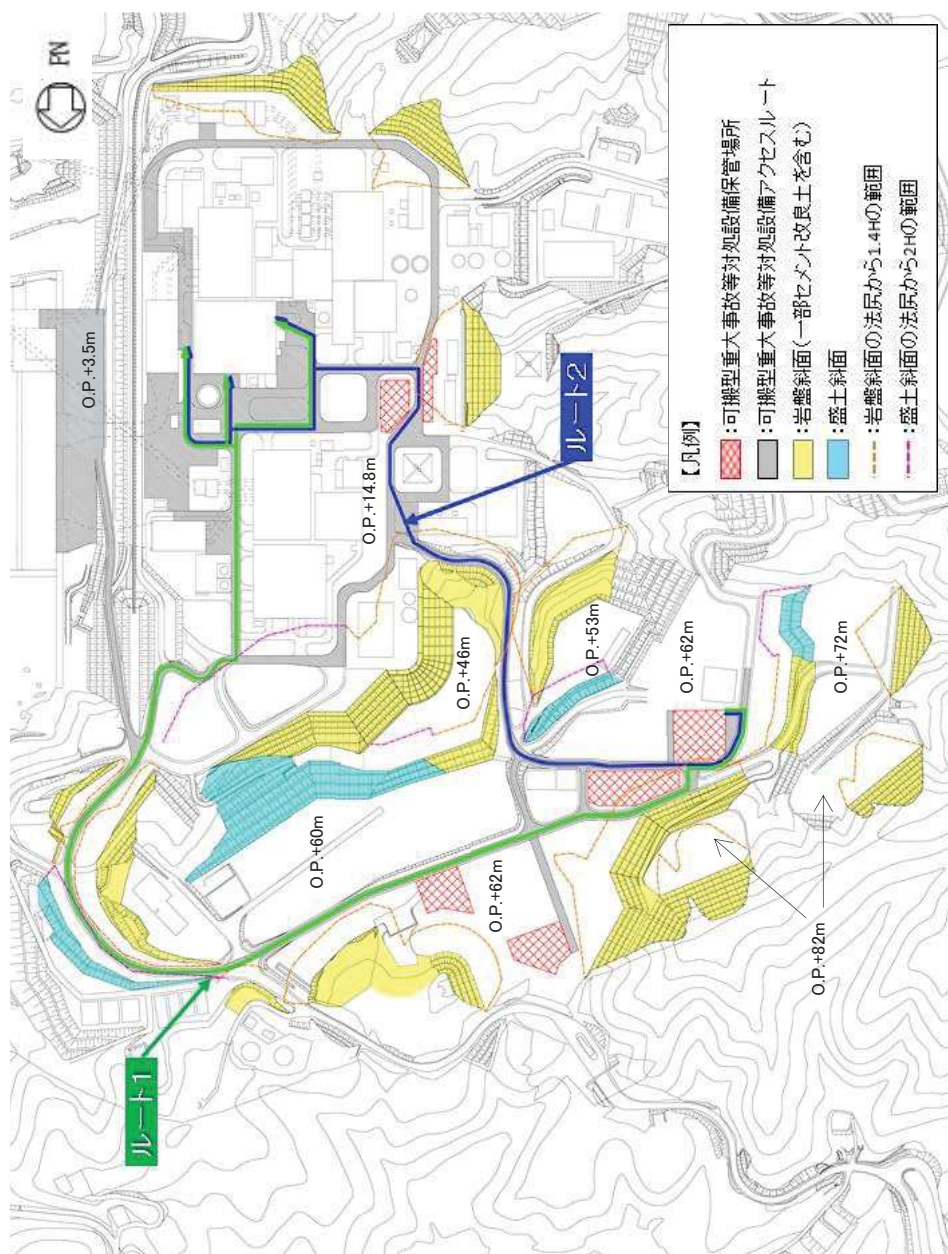 PN
O.P.+3.5m
O.P.+14.8m
ルート2
O.P.+46m
O.P.+53m
O.P.+62m
O.P.+72m
O.P.+60m
O.P.+62m
O.P.+82m
ルート1
【凡例】
:可搬型重大事故等対処設備保管場所
:可搬型重大事故等対処設備アクセスルート
:岩盤斜面(一部セメント改良土を含む)
:盛土斜面
:岩盤斜面の法尻から1.4Hの範囲
:盛土斜面の法尻から2Hの範囲